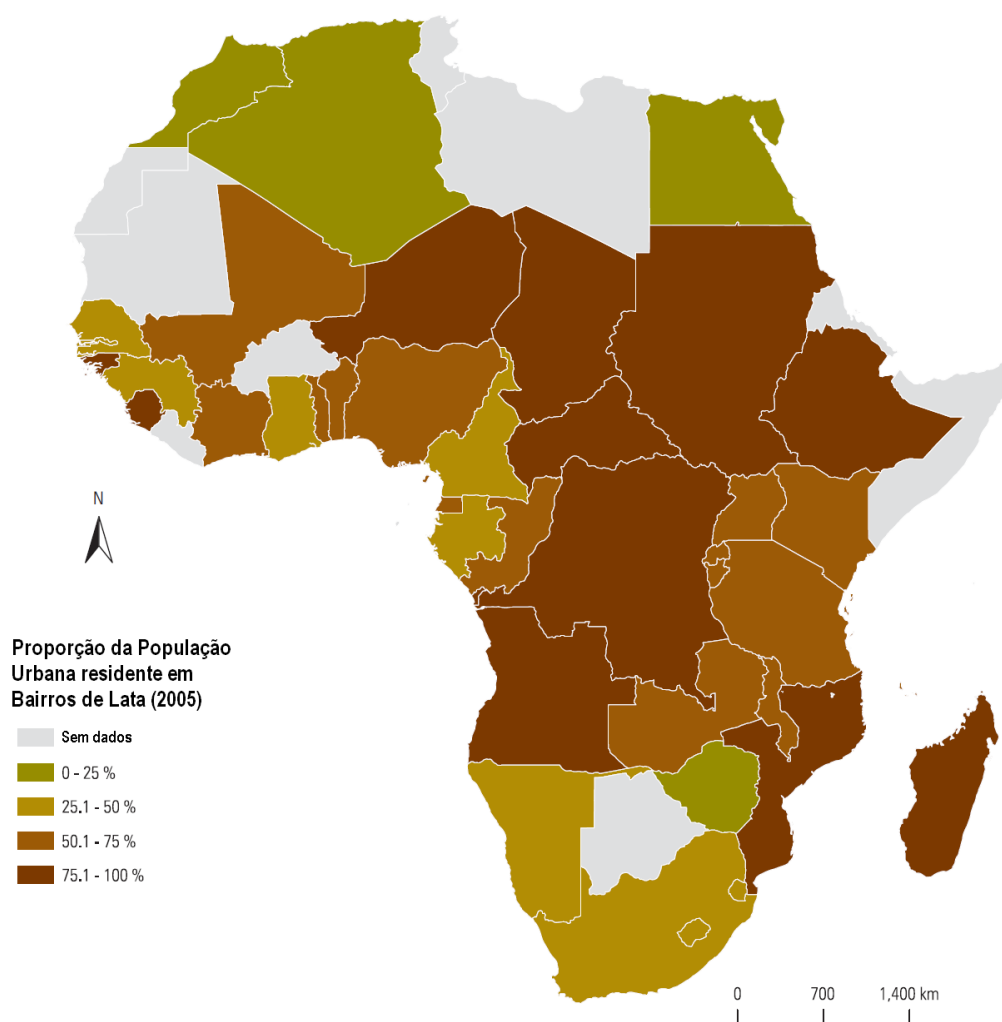 N
Proporção da População
Urbana residente em
Bairros de Lata (2005)
Sem dados
0 - 25 %
25.1 - 50 %
50.1 - 75 %
75.1 - 100 %
0 700 1,400 km